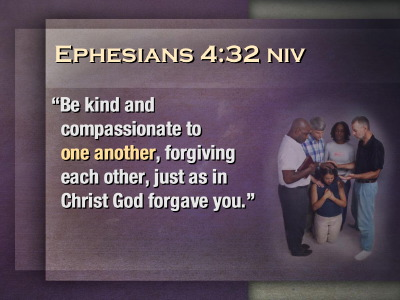 Ephesians 4:32 NIV
“Be kind and
compassionate to
one another, forgiving
each other, just as in
Christ God forgave you.”